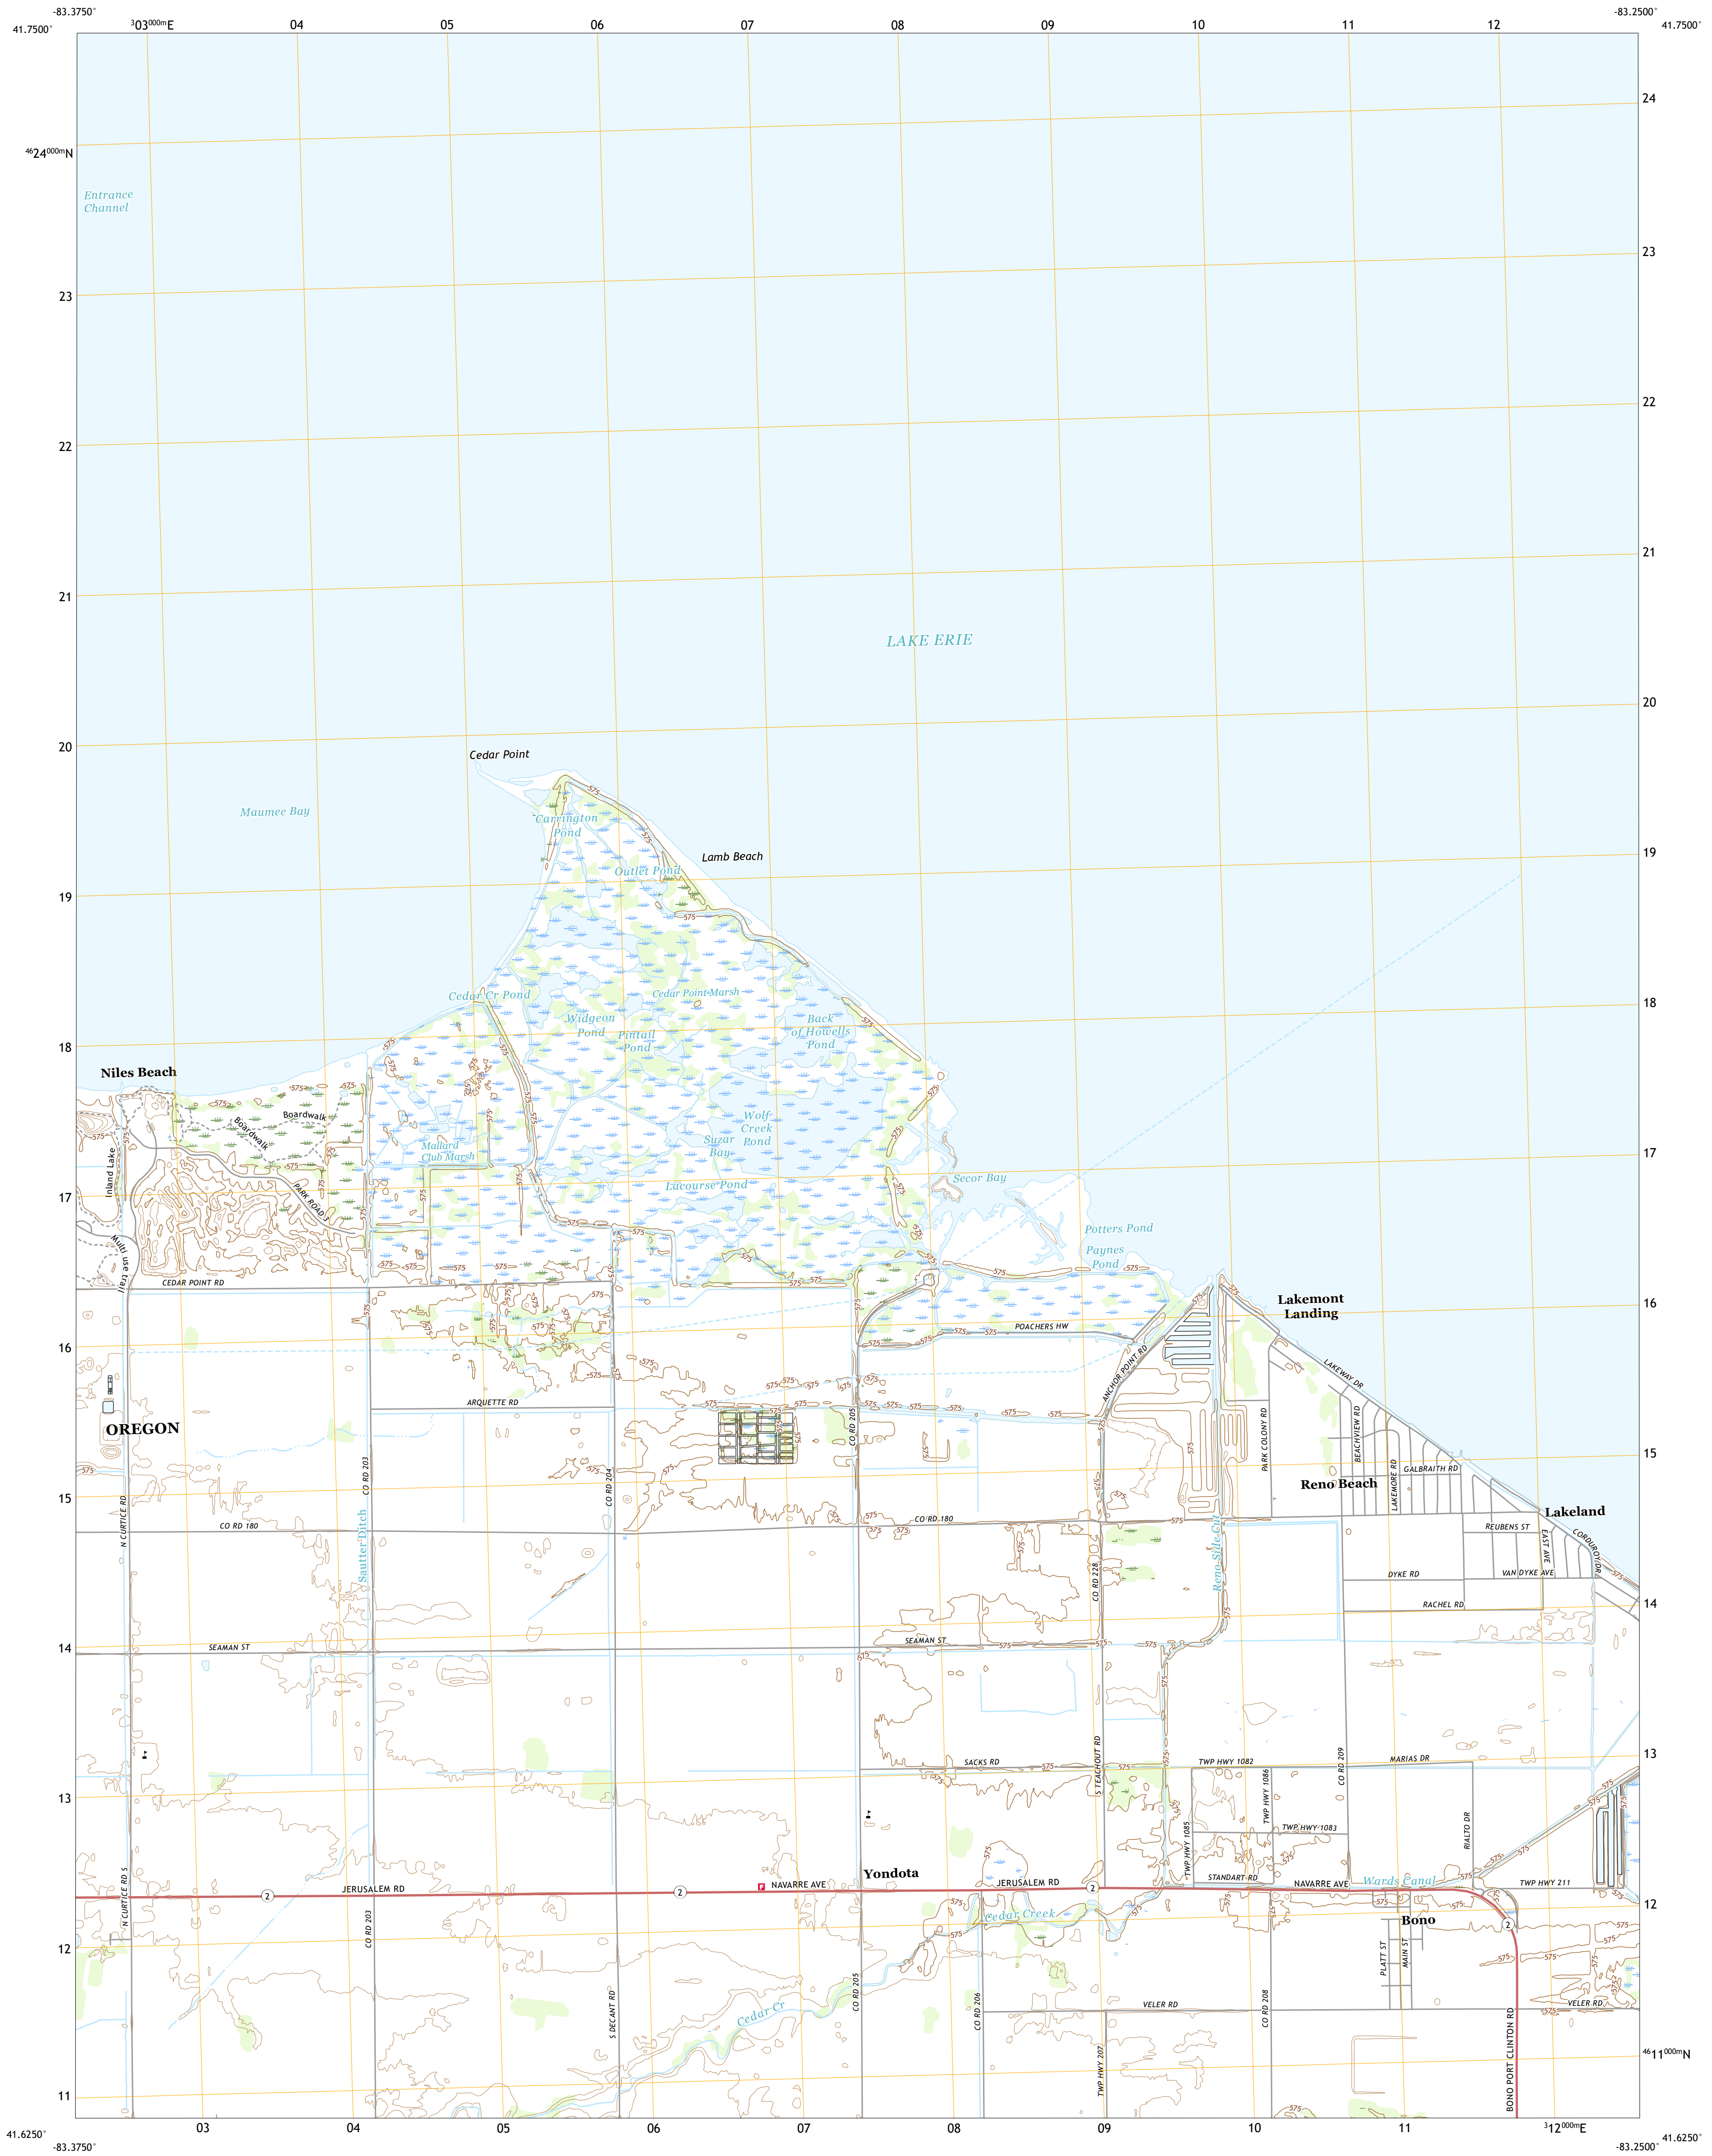 -83.3750°
-83.2500°
41.7500°
³03⁰⁰⁰ᵐE
04
05
06
07
08
09
10
11
12
41.7500°
24
⁴⁶24⁰⁰⁰ᵐN
Entrance
Channel
23
23
22
22
21
21
LAKE ERIE
20
20
Cedar Point
Maumee Bay
Carrington
Pond
Lamb Beach
19
Outlet Pond
19
575
575
575
Cedar Cr Pond
Cedar Point Marsh
18
Widgeon
Pond
Pintail
Pond
Back
of Howells
Pond
18
Niles Beach
Boardwalk
Boardwalk
Wolf
Creek
Pond
Suzar
Bay
Mallard
Club Marsh
17
Inland Lake
Lacourse Pond
Secor Bay
17
PARK ROAD 3
Potters Pond
Paynes
Pond
Multi use trail
CEDAR POINT RD
Lakemont
Landing
16
16
POACHERS HW
ANCHOR POINT RD
LAKEWAY DR
ARQUETTE RD
OREGON
CO RD 205
PARK COLONY RD
BEACHVIEW RD
LAKEMORE RD
GALBRAITH RD
15
15
Reno Beach
Lakeland
N CURTICE RD
CO RD 203
CO RD 204
CO RD 180
CO RD 180
Sautter Ditch
Reno Side Cut
REUBENS ST
EAST AVE
CORDUROY DR
CO RD 228
DYKE RD
VAN DYKE AVE
RACHEL RD
14
14
SEAMAN ST
SEAMAN ST
S TEACHOUT RD
SACKS RD
TWP HWY 1082
CO RD 209
MARIAS DR
13
13
TWP HWY 1086
TWP HWY 1083
TWP HWY 1085
RIALTO DR
Yondota
N CURTICE RD S
2
JERUSALEM RD
2
NAVARRE AVE
JERUSALEM RD
2
STANDART RD
NAVARRE AVE
Wards Canal
TWP HWY 211
12
12
CO RD 203
Cedar Creek
Bono
2
PLATT ST
MAIN ST
S DECANT RD
CO RD 205
CO RD 206
Cedar Cr
VELER RD
CO RD 208
VELER RD
BONO PORT CLINTON RD
TWP HWY 207
⁴⁶11⁰⁰⁰ᵐN
11
03
04
05
06
07
08
09
10
11
³12⁰⁰⁰ᵐE
41.6250°
41.6250°
-83.3750°
-83.2500°